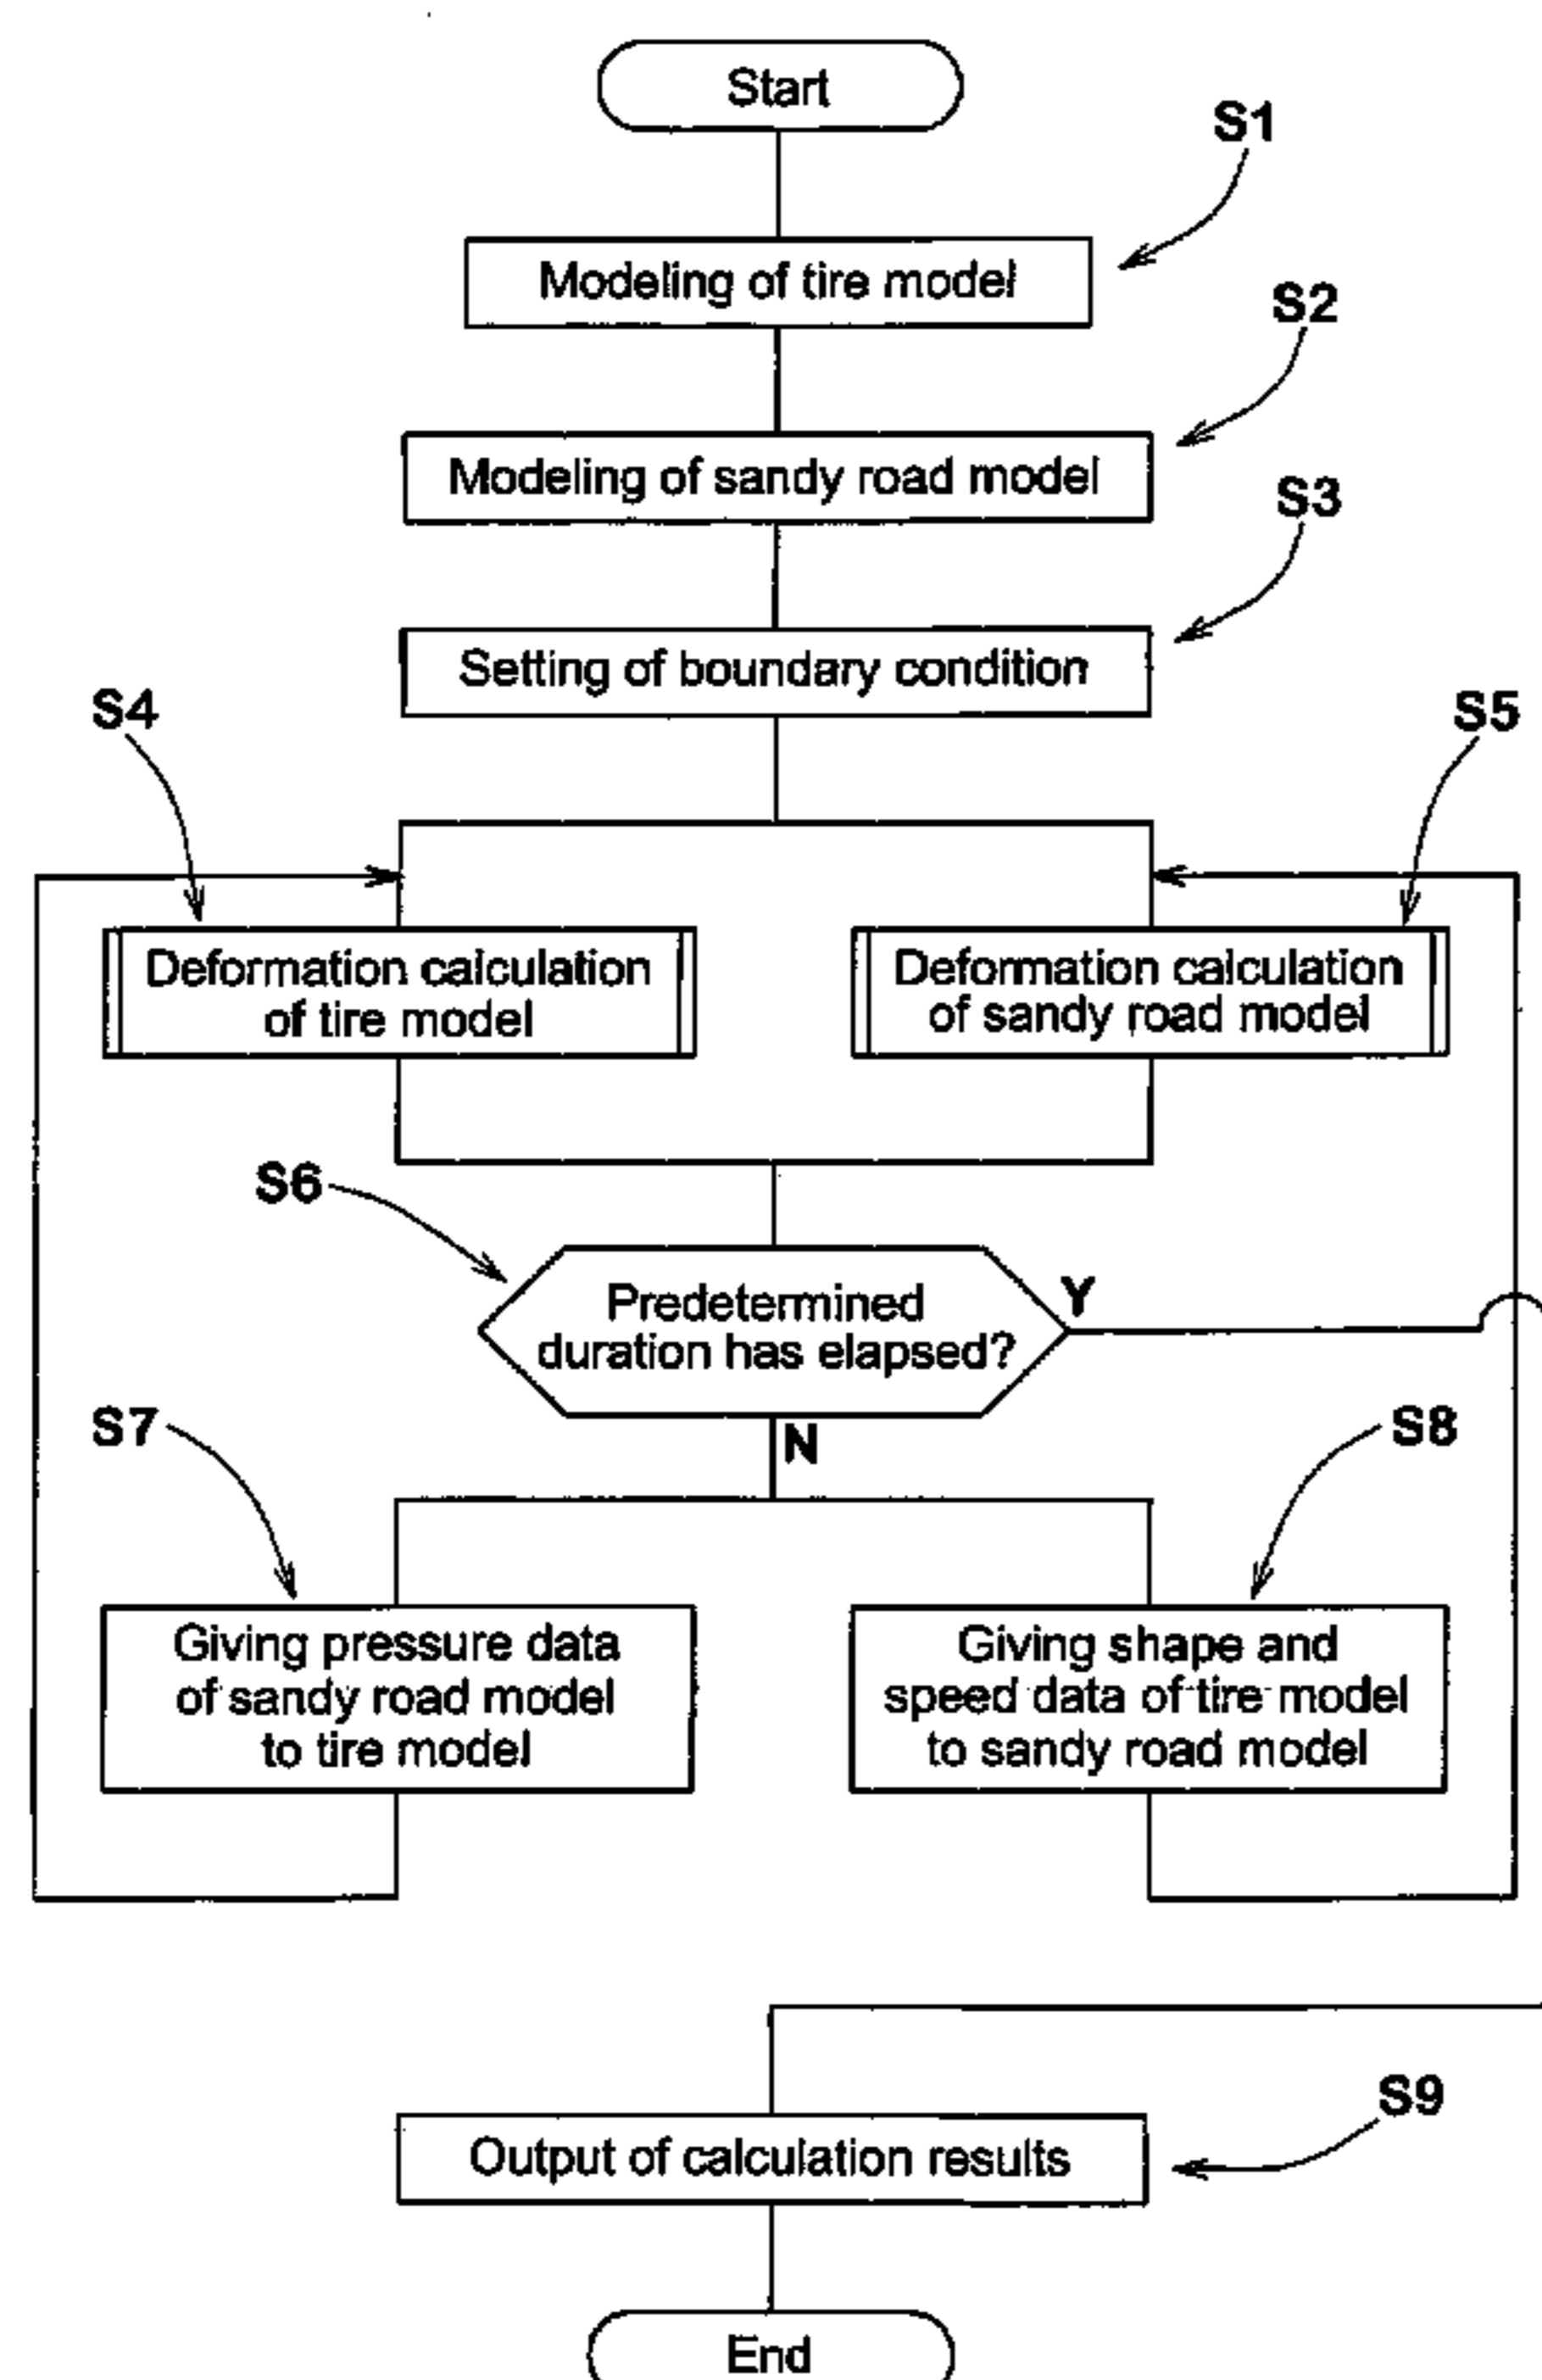 Start
S1
Modeling of tire model
S2
Modeling of sandy road model
S3
Setting of boundary condition
S4
S5
Deformation calculation
of tire model
Deformation calculation
of sandy road model
S6
Predetermined
duration has elapsed?
Y
N
S7
S8
Giving pressure data
of sandy road model
to tire model
Giving shape and
speed data of tire model
to sandy road model
S9
Output of calculation results
End